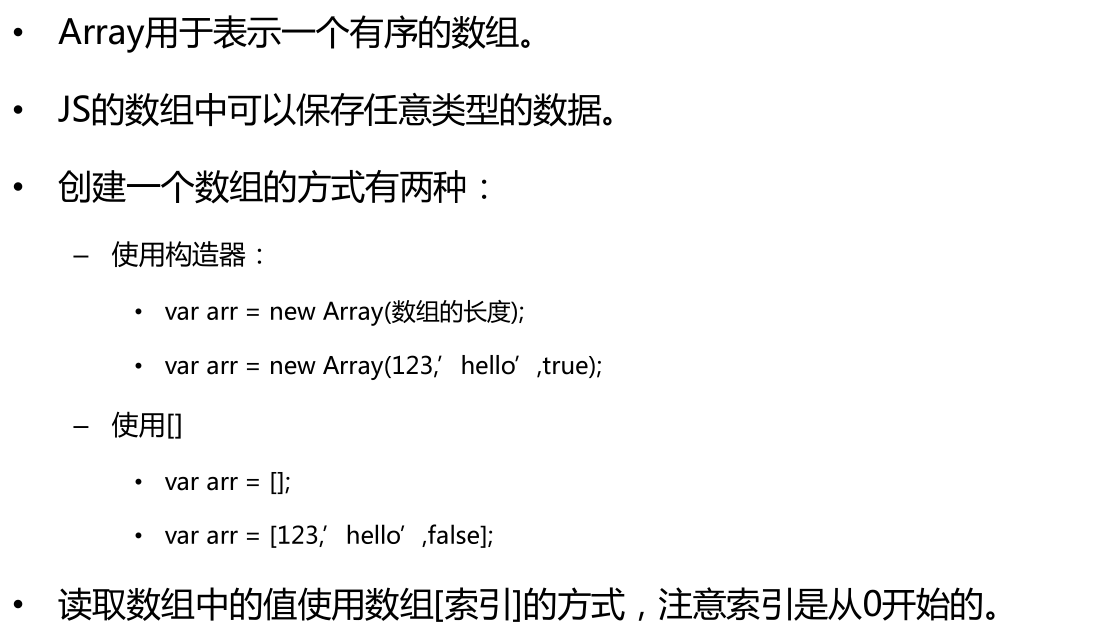 • Array用于表示一个有序的数组。
• JS的数组中可以保存任意类型的数据。
• 创建一个数组的方式有两种：
– 使用构造器：
• var arr = new Array(数组的长度);
• var arr = new Array(123,’hello’,true);
– 使用[]
• var arr = [];
• var arr = [123,’hello’,false];
• 读取数组中的值使用数组[索引]的方式，注意索引是从0开始的。